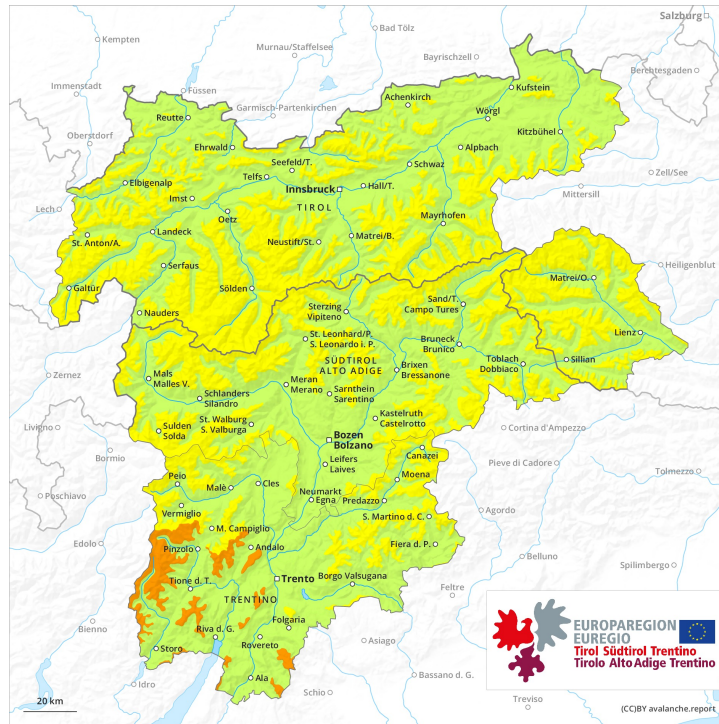 Salzburg
Kempten
Bad Tölz
Murnau/Staffelsee
Bayrischzell
Berchtesgaden
Immenstadt
Füssen
Kufstein
Garmisch-Partenkirchen
Achenkirch
Reutte
Wörgl
Oberstdorf
Kitzbühel
Ehrwald
Alpbach
Seefeld/T.
Schwaz
Zell/See
Telfs
Elbigenalp
Innsbruck
Hall/T.
Mittersill
Imst
TIROL
Lech
Oetz
Mayrhofen
Landeck
Neustift/St.
Matrei/B.
St. Anton/A.
Heiligenblut
Serfaus
Matrei/O.
Galtür
Sölden
Sand/T.
Campo Tures
Nauders
Sterzing
Vipiteno
Lienz
St. Leonhard/P.
S. Leonardo i. P.
Bruneck
Brunico
Sillian
Toblach
Dobbiaco
SÜDTIROL
ALTO ADIGE
Zernez
Mals
Malles V.
Brixen
Bressanone
Meran
Merano
Sarnthein
Sarentino
Schlanders
Silandro
St. Walburg
S. Valburga
Kastelruth
Castelrotto
Livigno
Sulden
Solda
Cortina d'Ampezzo
Bozen
Bolzano
Bormio
Canazei
Pieve di Cadore
Leifers
Laives
Moena
Tolmezzo
Poschiavo
Peio
Malè
Cles
Neumarkt
Egna
Predazzo
Agordo
Vermiglio
S. Martino d. C.
M. Campiglio
Edolo
Pinzolo
Andalo
Fiera d. P.
Belluno
Spilimbergo
Tione d. T.
Trento
Borgo Valsugana
Feltre
TRENTINO
Bienno
Folgaria
Riva d. G.
Rovereto
Asiago
Storo
Ala
Bassano d. G.
Idro
Schio
Treviso
EUROPAREGION
EUREGIO
Tirol Südtirol Trentino
Tirolo Alto Adige Trentino
20 km
(CC)BY avalanche.report